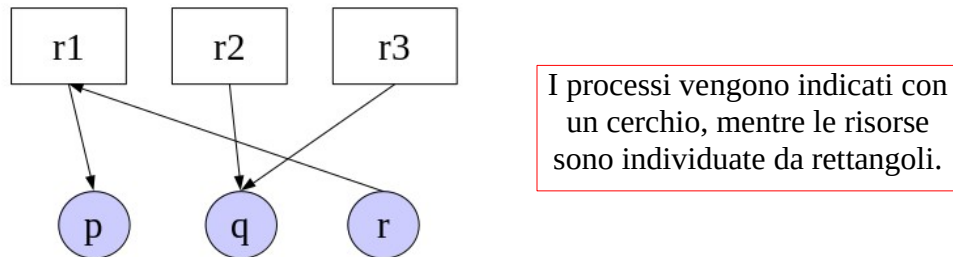 r1 r2 r3
I processi vengono indicati con
un cerchio, mentre le risorse
sono individuate da rettangoli.
p q r